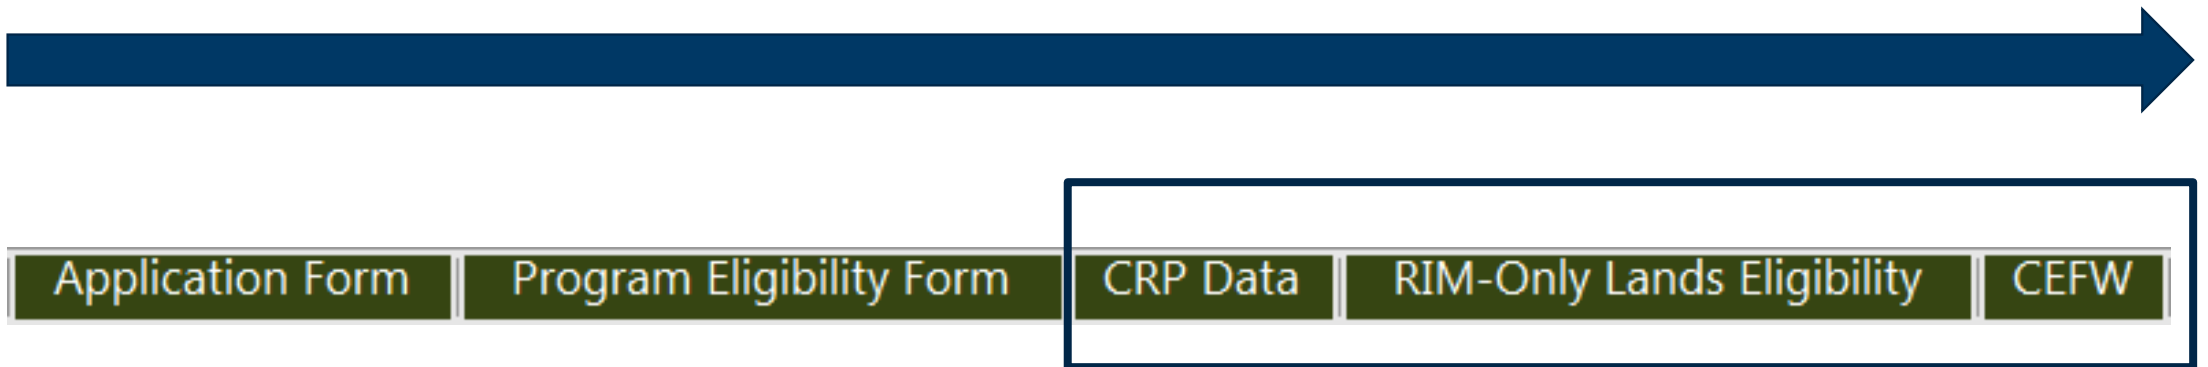 Application Form Program Eligibility Form CRP Data RIM-Only Lands Eligibility CEFW